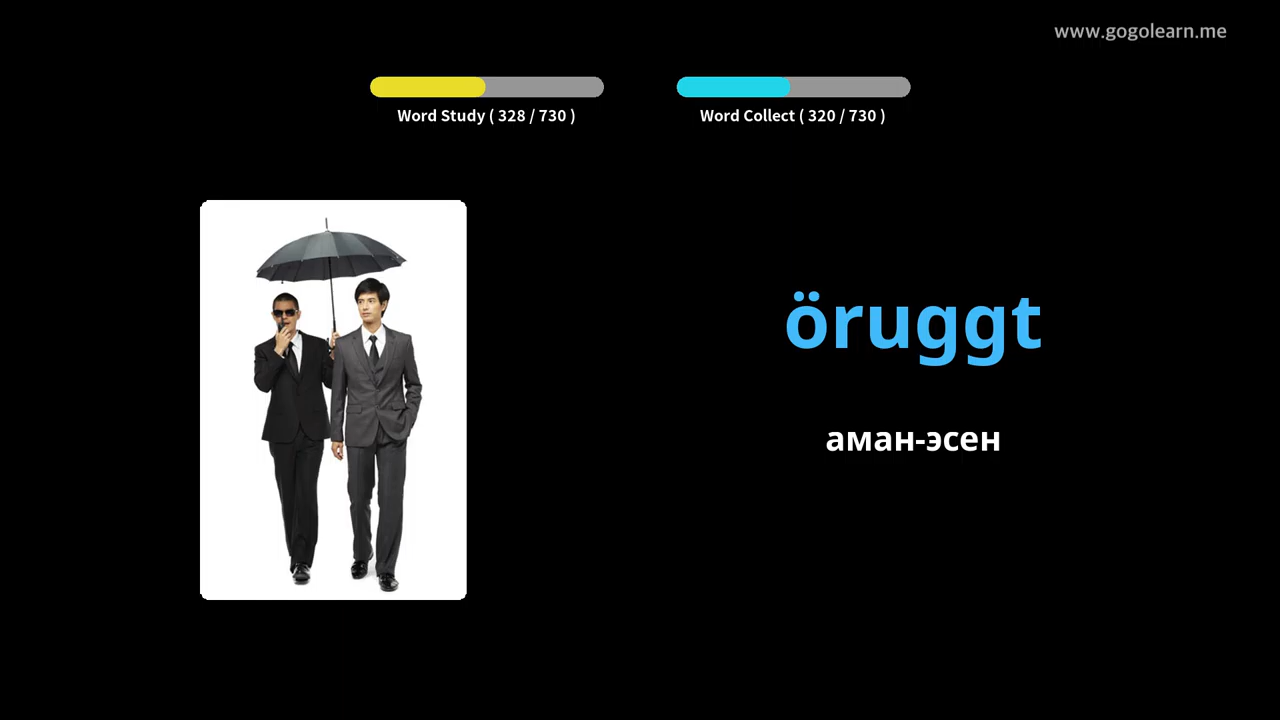 www.gogolearn.me
Word Study ( 328 / 730 )
Word Collect ( 320 / 730 )
öruggt
аман-эсен